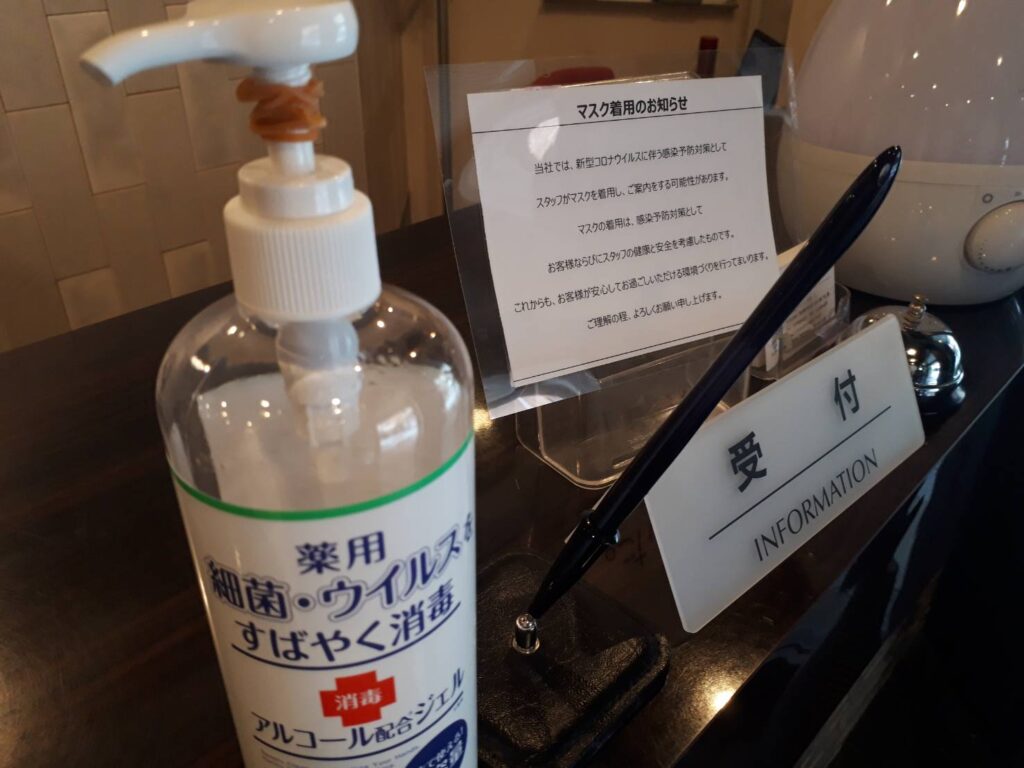 マスク着用のお知らせ
当社では、新型コロナウイルスに伴う感染予防対策として
スタッフがマスクを着用し、ご案内をする可能性があります。
マスクの着用は、感染予防対策として
お客様ならびにスタッフの健康と安全を考慮したものです。
これからも、お客様が安心してお過ごしいただける環境づくりを行ってまいります。
ご理解の程、よろしくお願い申し上げます。
受付
INFORMATION
薬用
細菌・ウイルスを
すばやく消毒
消毒
アルコール配合ジェル